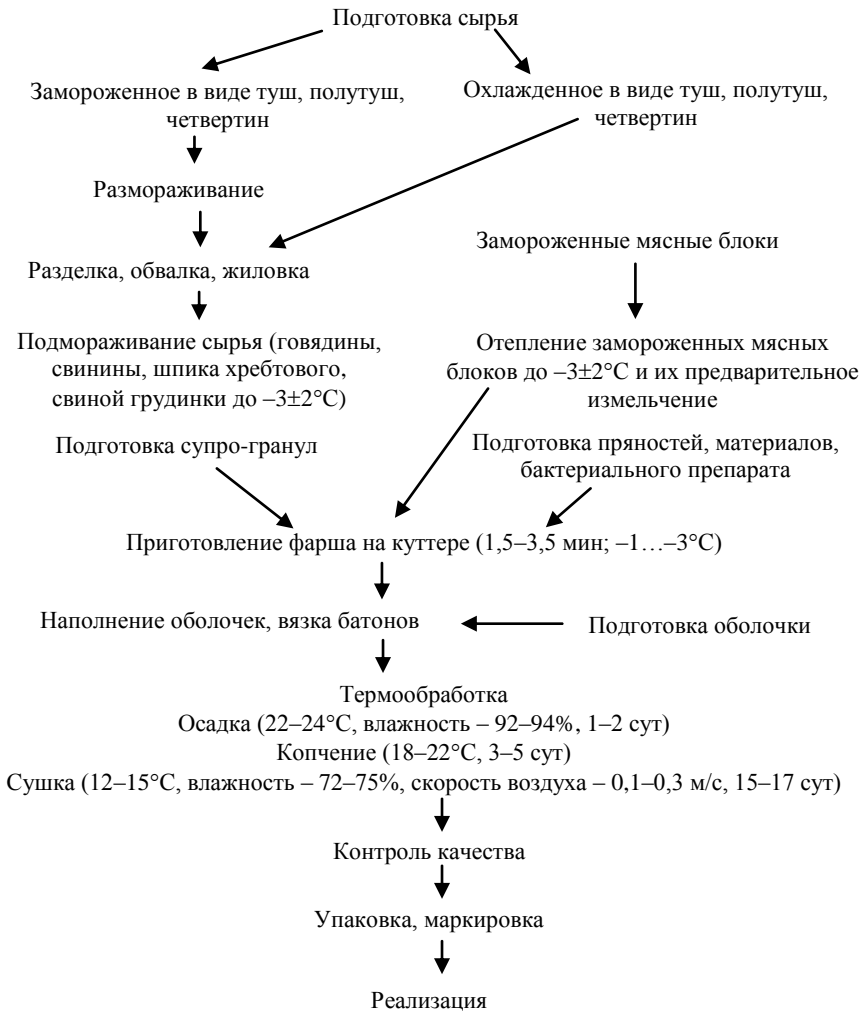 Подготовка сырья
Замороженное в виде туш, полутуш,
четвертин
Охлажденное в виде туш, полутуш,
четвертин
Размораживание
Замороженные мясные блоки
Разделка, обвалка, жиловка
Подмораживание сырья (говядины,
свинины, шпика хребтового,
свиной грудинки до –3±2°С)
Отепление замороженных мясных
блоков до –3±2°С и их предварительное
измельчение
Подготовка супро-гранул
Подготовка пряностей, материалов,
бактериального препарата
Приготовление фарша на куттере (1,5–3,5 мин; –1…–3°С)
Наполнение оболочек, вязка батонов
Подготовка оболочки
Термообработка
Осадка (22–24°С, влажность – 92–94%, 1–2 сут)
Копчение (18–22°С, 3–5 сут)
Сушка (12–15°С, влажность – 72–75%, скорость воздуха – 0,1–0,3 м/с, 15–17 сут)
Контроль качества
Упаковка, маркировка
Реализация